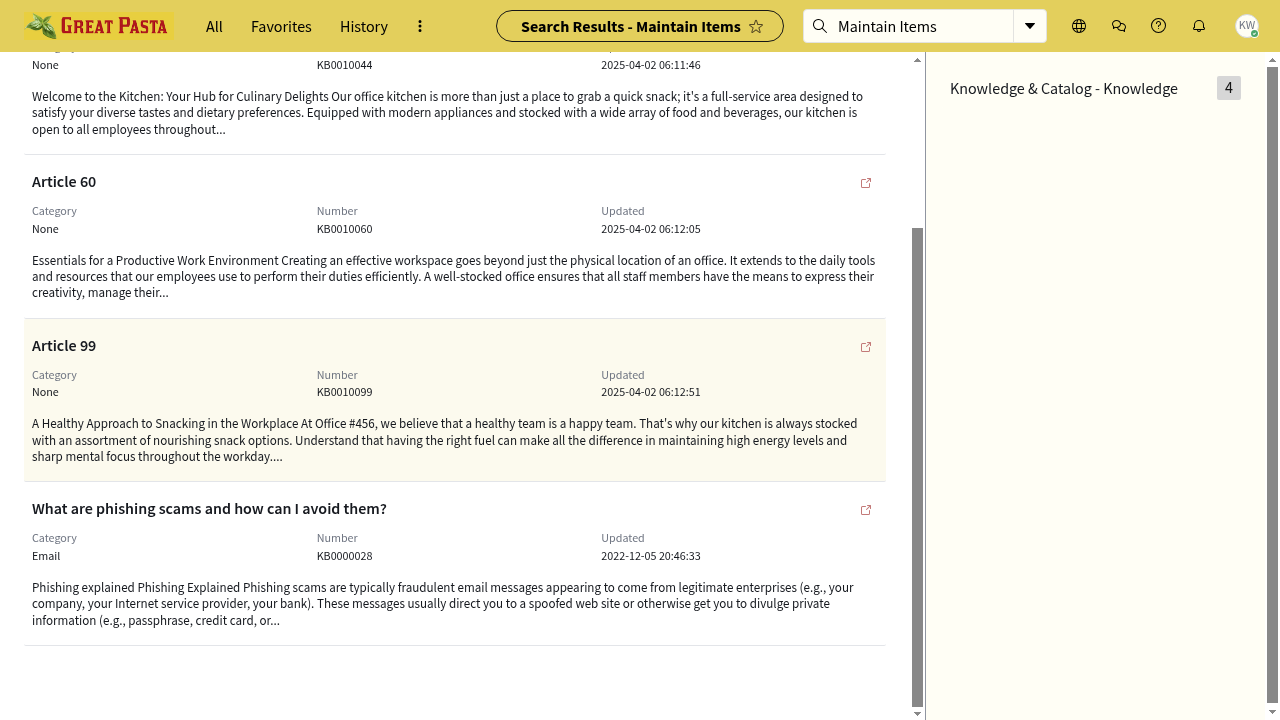 GREAT PASTA
All
Favorites
History
Search Results - Maintain Items
Maintain Items
KW
None
KB0010044
2025-04-02 06:11:46
Welcome to the Kitchen: Your Hub for Culinary Delights Our office kitchen is more than just a place to grab a quick snack; it's a full-service area designed to
satisfy your diverse tastes and dietary preferences. Equipped with modern appliances and stocked with a wide array of food and beverages, our kitchen is
open to all employees throughout...
Article 60
Category
Number
Updated
None
KB0010060
2025-04-02 06:12:05
Essentials for a Productive Work Environment Creating an effective workspace goes beyond just the physical location of an office. It extends to the daily tools
and resources that our employees use to perform their duties efficiently. A well-stocked office ensures that all staff members have the means to express their
creativity, manage their...
Article 99
Category
Number
Updated
None
KB0010099
2025-04-02 06:12:51
A Healthy Approach to Snacking in the Workplace At Office #456, we believe that a healthy team is a happy team. That's why our kitchen is always stocked
with an assortment of nourishing snack options. Understand that having the right fuel can make all the difference in maintaining high energy levels and
sharp mental focus throughout the workday....
What are phishing scams and how can I avoid them?
Category
Number
Updated
Email
KB0000028
2022-12-05 20:46:33
Phishing explained Phishing Explained Phishing scams are typically fraudulent email messages appearing to come from legitimate enterprises (e.g., your
company, your Internet service provider, your bank). These messages usually direct you to a spoofed web site or otherwise get you to divulge private
information (e.g., passphrase, credit card, or...
Knowledge & Catalog - Knowledge
4